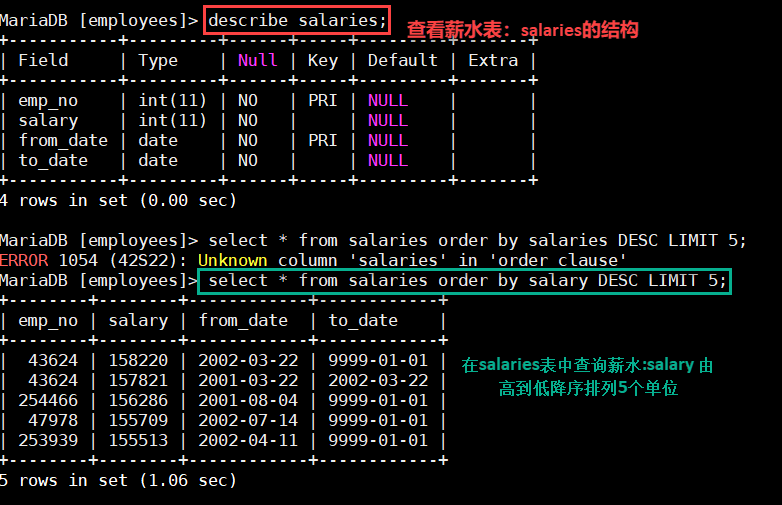 MariaDB [employees]> describe salaries;
查看薪水表：salaries的结构
+-----------+---------+------+-----+---------+-------+
| Field     | Type    | Null | Key | Default | Extra |
+-----------+---------+------+-----+---------+-------+
| emp_no    | int(11) | NO   | PRI | NULL    |       |
| salary    | int(11) | NO   |     | NULL    |       |
| from_date | date    | NO   | PRI | NULL    |       |
| to_date   | date    | NO   |     | NULL    |       |
+-----------+---------+------+-----+---------+-------+
4 rows in set (0.00 sec)
MariaDB [employees]> select * from salaries order by salaries DESC LIMIT 5;
ERROR 1054 (42S22): Unknown column 'salaries' in 'order clause'
MariaDB [employees]> select * from salaries order by salary DESC LIMIT 5;
+--------+--------+------------+------------+
| emp_no | salary | from_date  | to_date    |
+--------+--------+------------+------------+
|  43624 | 158220 | 2002-03-22 | 9999-01-01 |
|  43624 | 157821 | 2001-03-22 | 2002-03-22 |
| 254466 | 156286 | 2001-08-04 | 9999-01-01 |
|  47978 | 155709 | 2002-07-14 | 9999-01-01 |
| 253939 | 155513 | 2002-04-11 | 9999-01-01 |
+--------+--------+------------+------------+
在salaries表中查询薪水:salary 由
高到低降序排列5个单位
5 rows in set (1.06 sec)